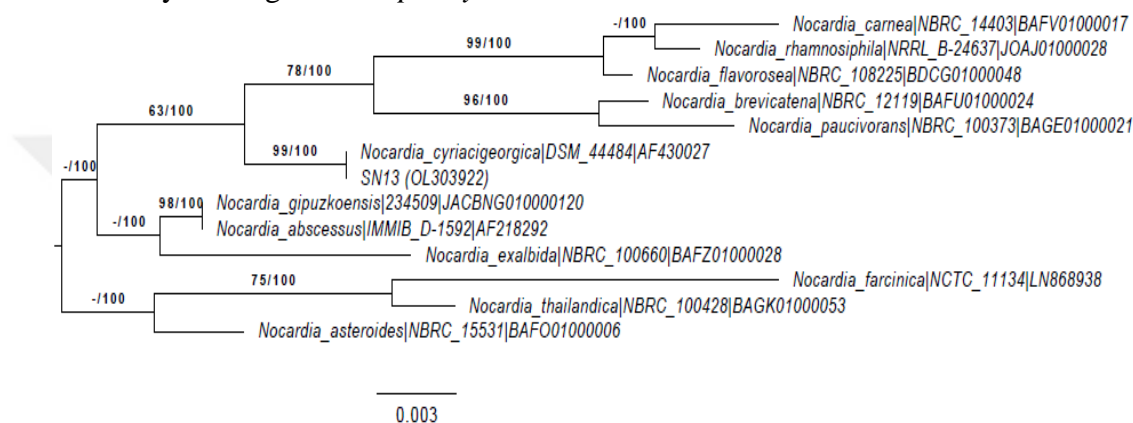 Nocardia_carnea|NBRC_14403|BAFV01000017
-/100
Nocardia_rhamnosiphila|NRRL_B-24637|JOAJ01000028
99/100
Nocardia_flavorosea|NBRC_108225|BDCG01000048
78/100
Nocardia_brevicatena|NBRC_12119|BAFU01000024
96/100
63/100
Nocardia_paucivorans|NBRC_100373|BAGE01000021
99/100
Nocardia_cyriacigeorgica|DSM_44484|AF430027
-/100
SN13 (OL303922)
98/100
Nocardia_gipuzkoensis|234509|JACBNG010000120
-/100
Nocardia_abscessus|IMMIB_D-1592|AF218292
Nocardia_exalbida|NBRC_100660|BAFZ01000028
75/100
Nocardia_farcinica|NCTC_11134|LN868938
-/100
Nocardia_thailandica|NBRC_100428|BAGK01000053
Nocardia_asteroides|NBRC_15531|BAFO01000006
0.003